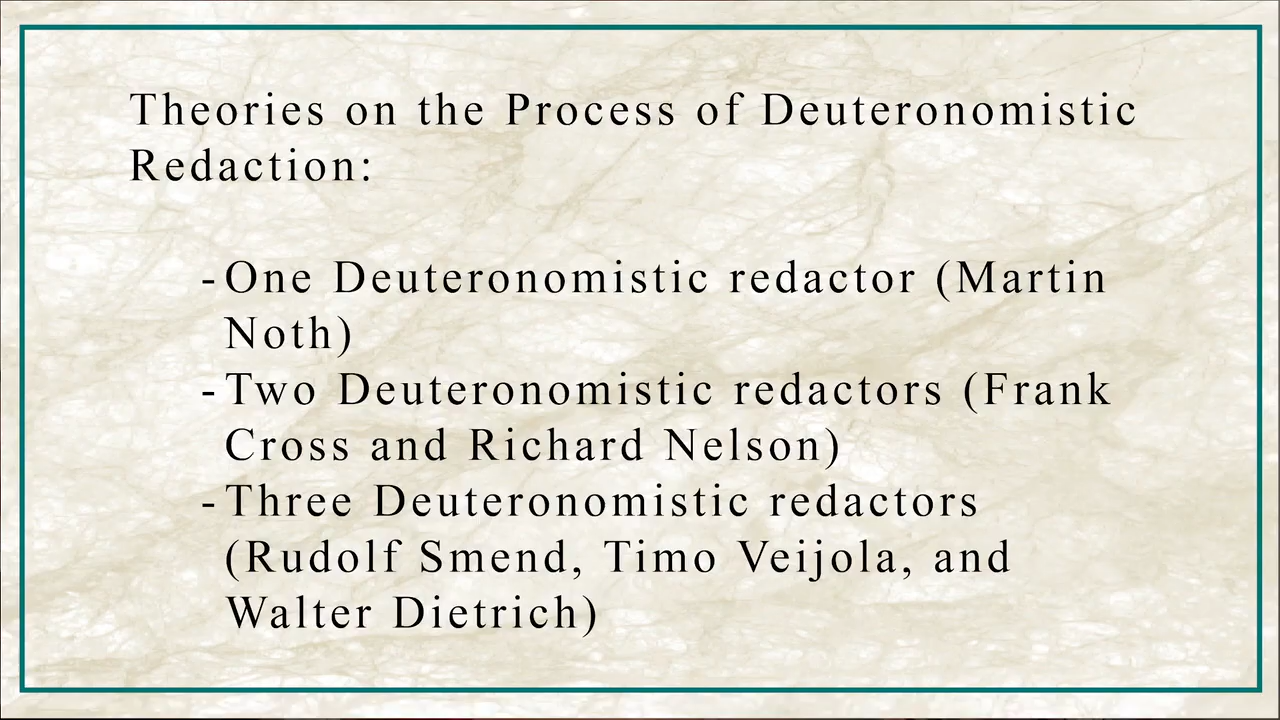 Theories on the Process of Deuteronomistic
Redaction:
-One Deuteronomistic redactor (Martin
Noth)
-Two Deuteronomistic redactors (Frank
Cross and Richard Nelson)
-Three Deuteronomistic redactors
(Rudolf Smend, Timo Veijola, and
Walter Dietrich)